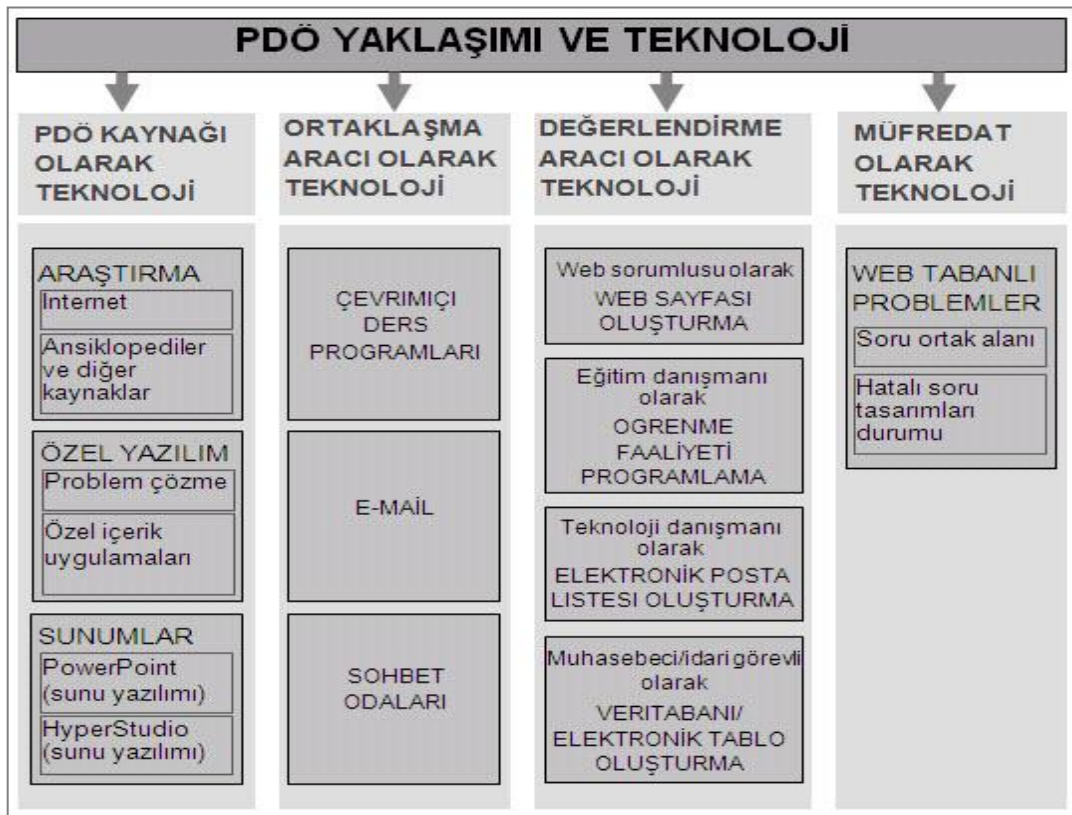 PDÖ YAKLAŞIMI VE TEKNOLOJİ
PDÖ KAYNAĞI
OLARAK
TEKNOLOJİ
ARAŞTIRMA
Internet
Ansiklopediler
ve diğer
kaynaklar
ÖZEL YAZILIM
Problem çözme
Özel içerik
uygulamaları
SUNUMLAR
PowerPoint
(sunu yazılımı)
HyperStudio
(sunu yazılımı)
ORTAKLAŞMA
ARACI OLARAK
TEKNOLOJİ
ÇEVRIMIÇI
DERS
PROGRAMLARI
E-MAİL
SOHBET
ODALARI
DEĞERLENDİRME
ARACI OLARAK
TEKNOLOJİ
Web sorumlusu olarak
WEB SAYFASI
OLUŞTURMA
Eğitim danışmanı
olarak
OGRENME
FAALİYETİ
PROGRAMLAMA
Teknoloji danışmanı
olarak
ELEKTRONİK POSTA
LISTESI OLUŞTURMA
Muhasebeci/idari görevli
olarak
VERITABANI/
ELEKTRONİK TABLO
OLUŞTURMA
MÜFREDAT
OLARAK
TEKNOLOJİ
WEB TABANLI
PROBLEMLER
Soru ortak alanı
Hatalı soru
tasarımları
durumu